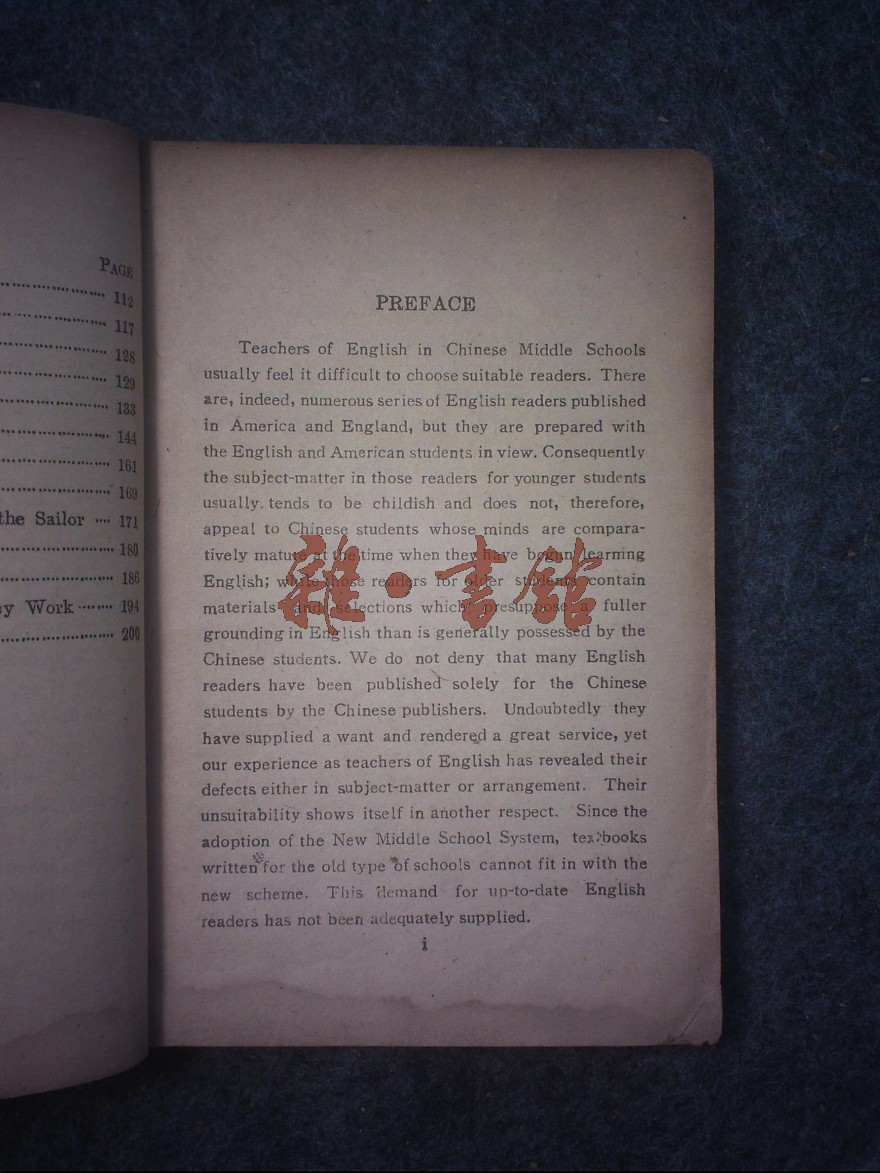 PAGE
112
117
128
129
133
144
161
169
the Sailor .... 171
180
186
ey Work ....... 194
200
PREFACE
Teachers of English in Chinese Middle Schools
usually feel it difficult to choose suitable readers. There
are, indeed, numerous series of English readers published
in America and England, but they are prepared with
the English and American students in view. Consequently
the subject-matter in those readers for younger students
usually. tends to be childish and does not, therefore,
appeal to Chinese students whose minds are compara-
tively mature at the time when they have begun learning
English; while those readers for older students contain
materials and selections which presuppose a fuller
grounding in English than is generally possessed by the
Chinese students. We do not deny that many English
readers have been published solely for the Chinese
students by the Chinese publishers. Undoubtedly they
have supplied a want and rendered a great service, yet
our experience as teachers of English has revealed their
defects either in subject-matter or arrangement. Their
unsuitability shows itself in another respect. Since the
adoption of the New Middle School System, textbooks
written for the old type of schools cannot fit in with the
new scheme. This demand for up-to-date English
readers has not been adequately supplied.
i
雜·書館